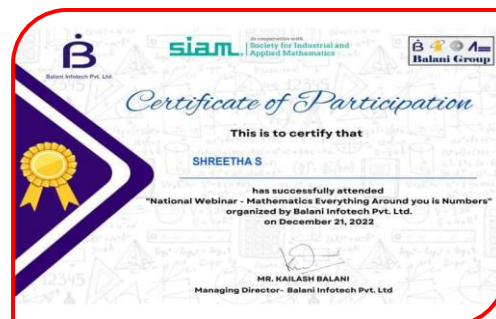 Balani Infotech Pvt. Ltd.
In cooperation with
siam. Society for Industrial and
Applied Mathematics
Balani Group
Certificate of Participation
This is to certify that
SHREETHA S
has successfully attended
"National Webinar - Mathematics Everything Around you is Numbers"
organized by Balani Infotech Pvt. Ltd.
on December 21, 2022
MR. KAILASH BALANI
Managing Director- Balani Infotech Pvt. Ltd